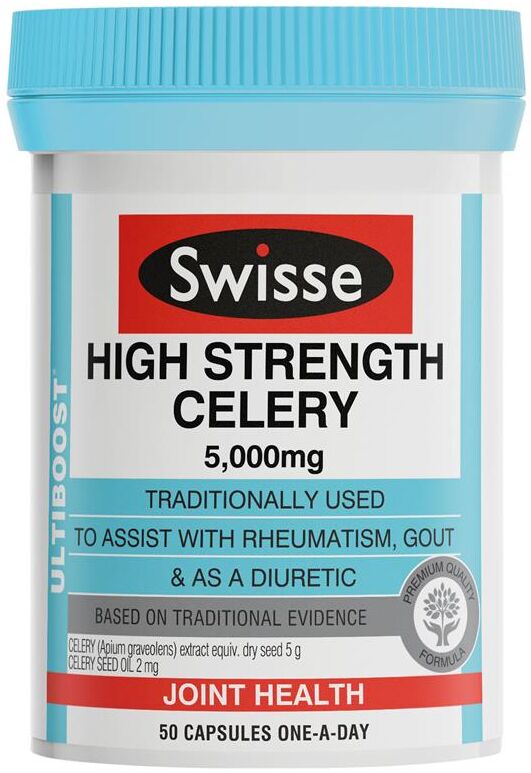 Swisse
HIGH STRENGTH
CELERY
5,000mg
ULTIBOOST™
TRADITIONALLY USED
TO ASSIST WITH RHEUMATISM, GOUT
& AS A DIURETIC
BASED ON TRADITIONAL EVIDENCE
PREMIUM QUALITY
FORMULA
CELERY (Apium graveolens) extract equiv. dry seed 5 g
CELERY SEED OIL 2 mg
JOINT HEALTH
50 CAPSULES ONE-A-DAY